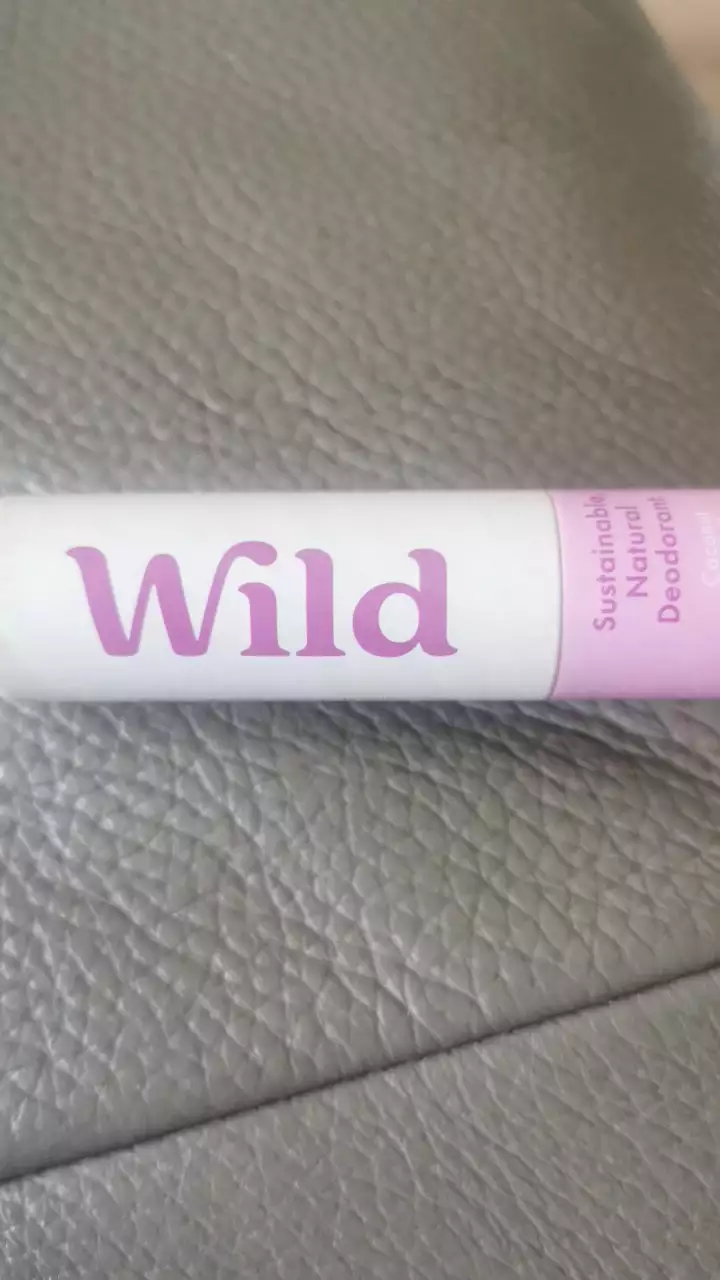 Wild
Sustainable
Natural
Deodorant